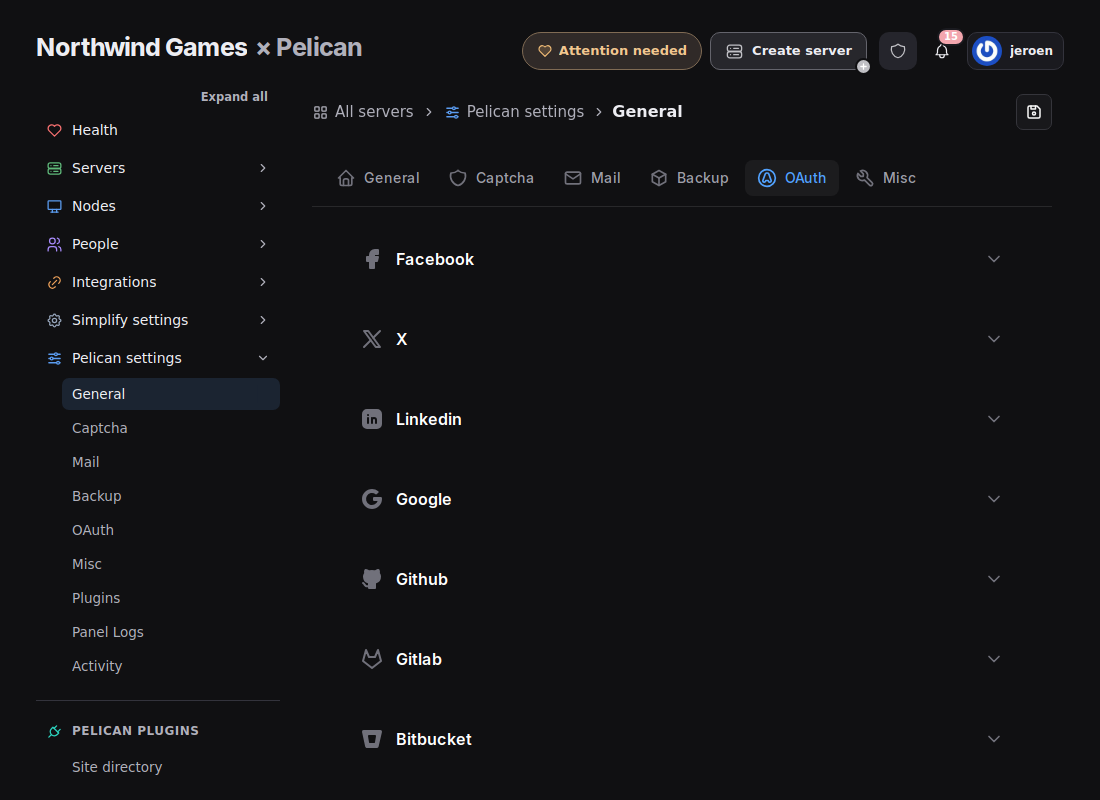 Northwind Games × Pelican
Attention needed
Create server
15
jeroen
Expand all
Health
Servers
Nodes
People
Integrations
Simplify settings
Pelican settings
General
Captcha
Mail
Backup
OAuth
Misc
Plugins
Panel Logs
Activity
PELICAN PLUGINS
Site directory
All servers > Pelican settings > General
General Captcha Mail Backup OAuth Misc
Facebook
X
Linkedin
Google
Github
Gitlab
Bitbucket